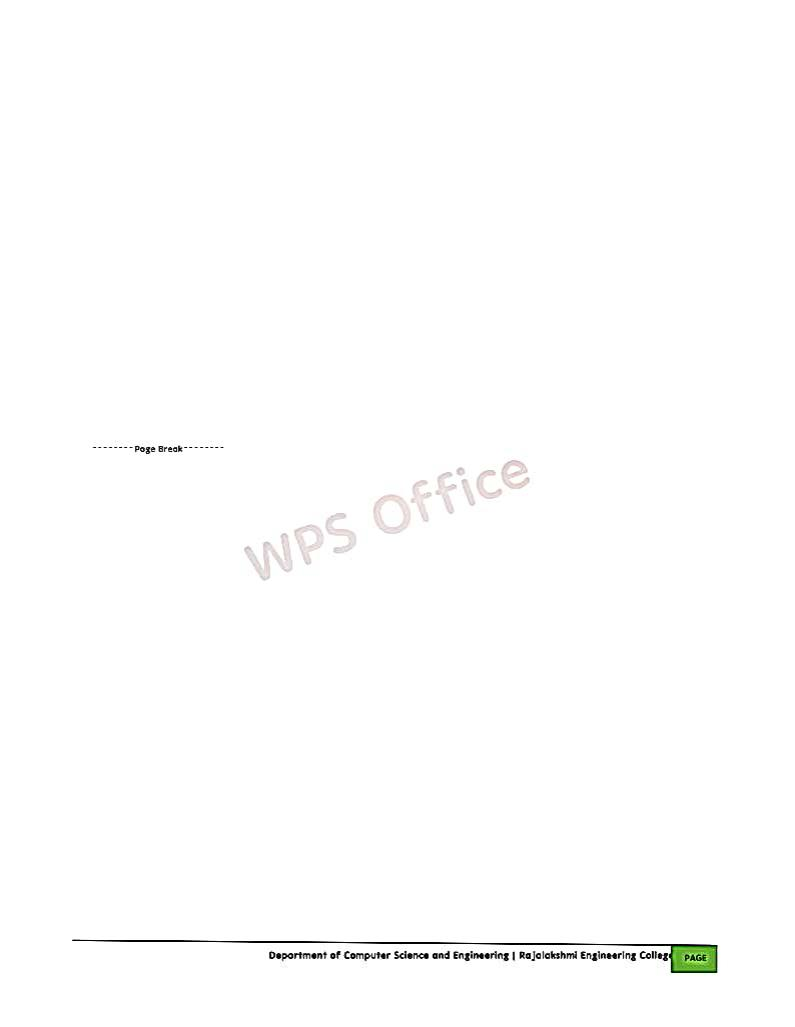 --------Page Break--------
WPS Office
Department of Computer Science and Engineering | Rajalakshmi Engineering College
PAGE